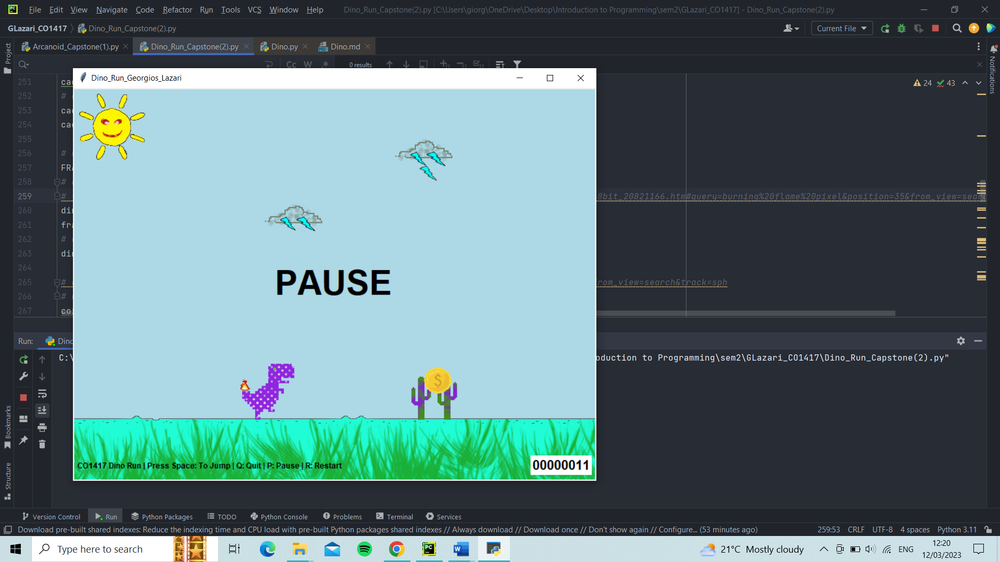 File Edit View Navigate Code Refactor Run Tools VCS Window Help Dino_Run_Capstone(2).py [C:\Users\giorg\OneDrive\Desktop\Introduction to Programming\sem2\GLazari_CO1417] - Dino_Run_Capstone(2).py
GLazari_CO1417 Dino_Run_Capstone(2).py Current File
Project
Arcanoid_Capstone(1).py Dino_Run_Capstone(2).py Dino.py Dino.md
Notifications
Cc W .* 0 results
Dino_Run_Georgios_Lazari
24 43
251 ca
252 #
253 ca
254 ca
255
256 #
257 FR
258 #
259 # 8bit_20821166.htm#query=burning%20flame%20pixel&position=35&from_view=sear
260 di
261 fr
262 #
263 di
264
265 # rom_view=search&track=sph
266 #
267 co
PAUSE
CO1417 Dino Run | Press Space: To Jump | Q: Quit | P: Pause | R: Restart
00000011
Run: Dino
C:\ oduction to Programming\sem2\GLazari_CO1417\Dino_Run_Capstone(2).py"
Bookmarks
Structure
Version Control Run Python Packages TODO Python Console Problems Terminal Services
Download pre-built shared indexes: Reduce the indexing time and CPU load with pre-built Python packages shared indexes // Always download // Download once // Don't show again // Configure... (53 minutes ago) 259:53 CRLF UTF-8 4 spaces Python 3.11
Type here to search 21°C Mostly cloudy ENG 12:20
12/03/2023